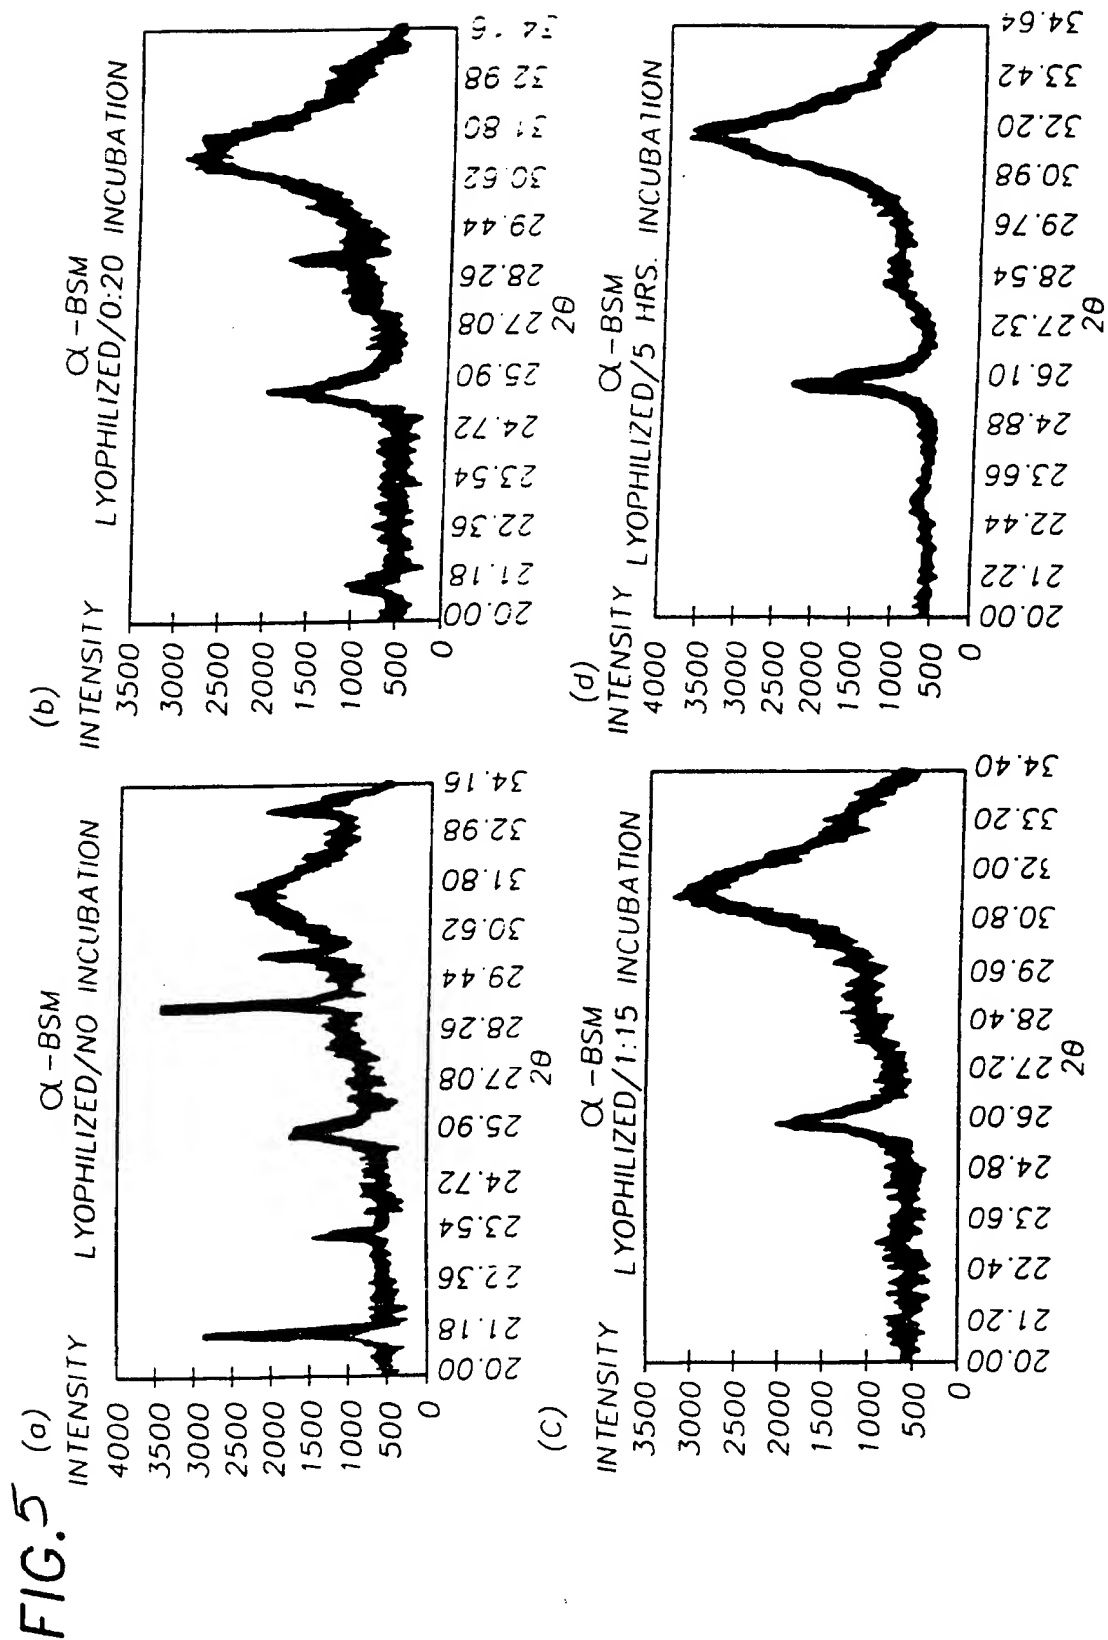 FIG.5
(a)
α-BSM
INTENSITY LYOPHILIZED/NO INCUBATION
4000
3500
3000
2500
2000
1500
1000
500
0
20.00 21.18 22.36 23.54 24.72 25.90 27.08 28.26 29.44 30.62 31.80 32.98 34.15
2θ
(b)
α-BSM
INTENSITY LYOPHILIZED/0:20 INCUBATION
3500
3000
2500
2000
1500
1000
500
0
20.00 21.18 22.36 23.54 24.72 25.90 27.08 28.26 29.44 30.62 31.80 32.98
2θ
(c)
α-BSM
INTENSITY LYOPHILIZED/1:15 INCUBATION
3500
3000
2500
2000
1500
1000
500
0
20.00 21.20 22.40 23.60 24.80 26.00 27.20 28.40 29.60 30.80 32.00 33.20 34.40
2θ
(d)
α-BSM
INTENSITY LYOPHILIZED/5 HRS. INCUBATION
4000
3500
3000
2500
2000
1500
1000
500
0
20.00 21.22 22.44 23.66 24.88 26.10 27.32 28.54 29.76 30.98 32.20 33.42 34.64
2θ